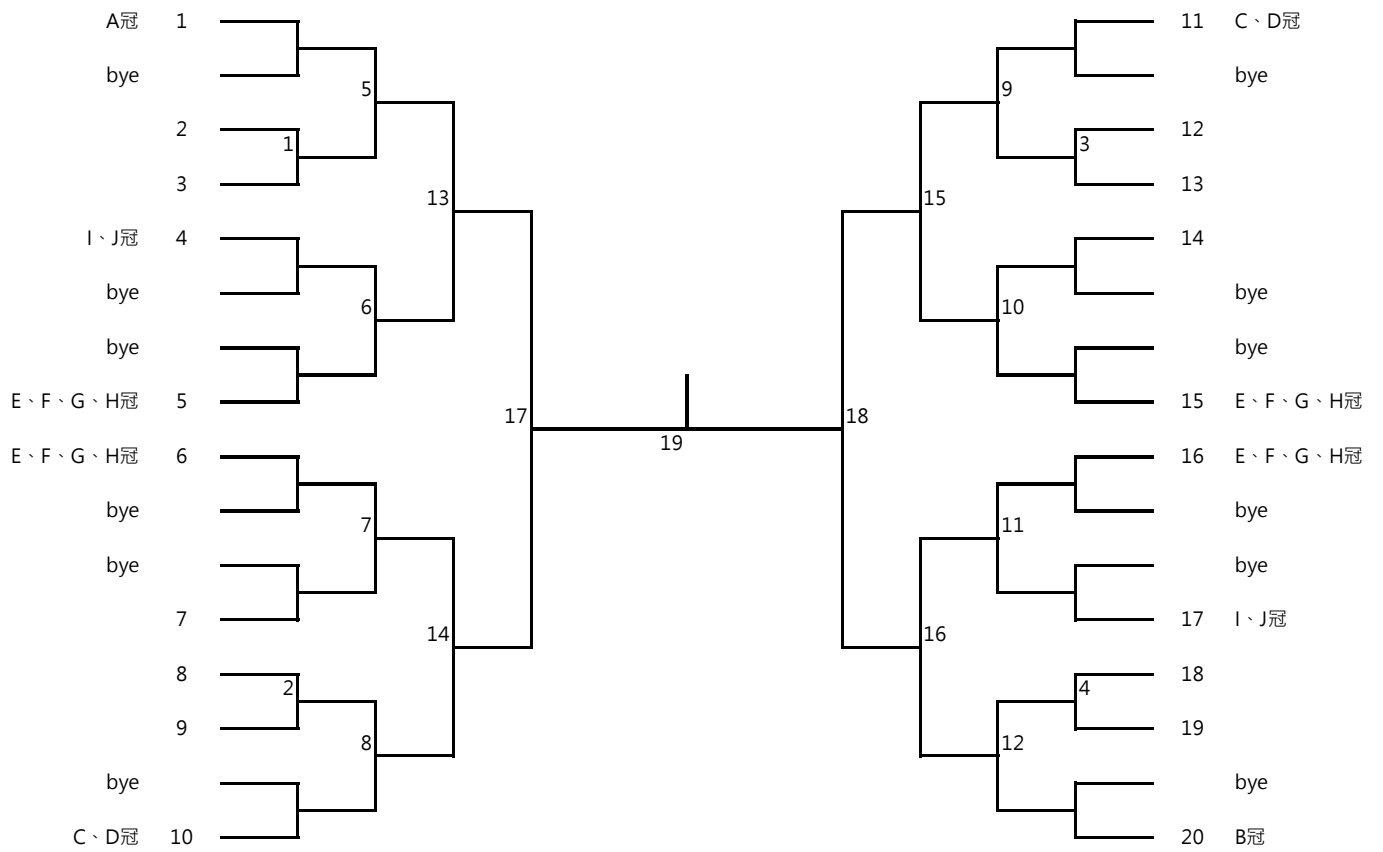 A冠 1
bye
5
2
1
3
13
I、J冠 4
bye
6
bye
E、F、G、H冠 5
17
E、F、G、H冠 6
bye
7
bye
7
14
8
2
9
8
bye
C、D冠 10
19
11 C、D冠
bye
9
12
3
13
15
14
bye
10
bye
15 E、F、G、H冠
18
16 E、F、G、H冠
bye
11
bye
17 I、J冠
16
18
4
19
12
bye
20 B冠